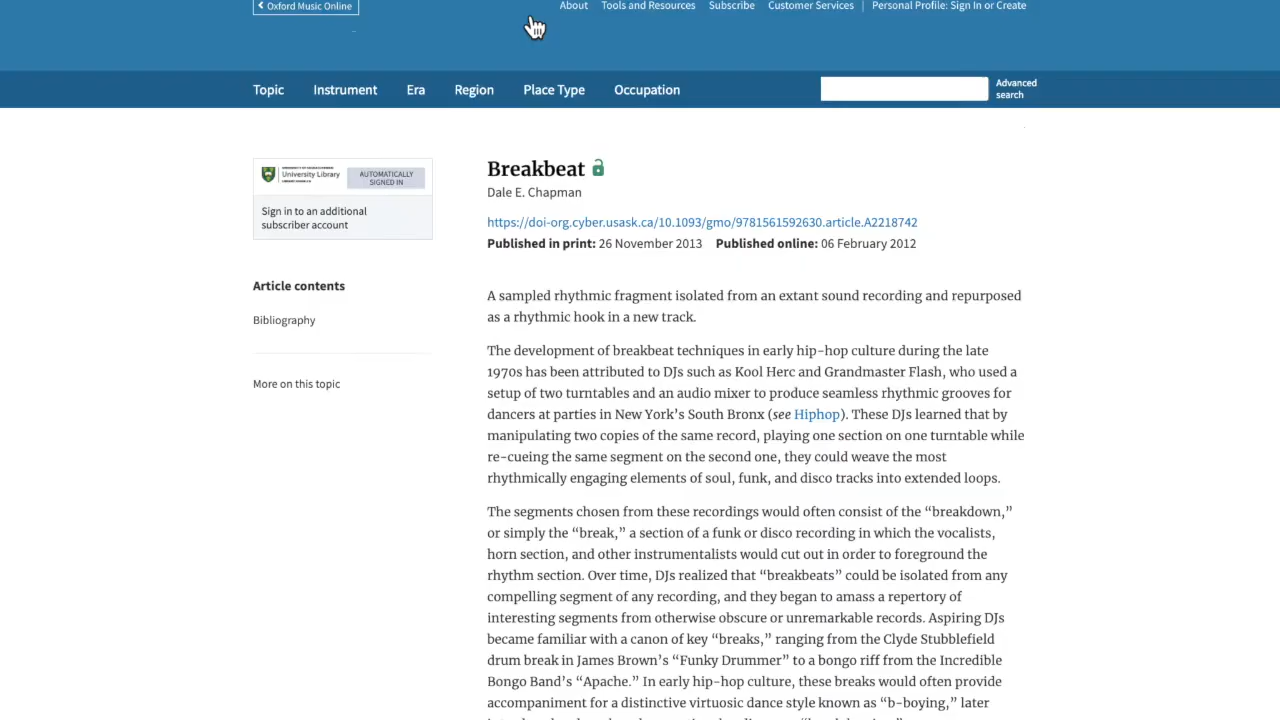 Oxford Music Online
About Tools and Resources Subscribe Customer Services | Personal Profile: Sign In or Create
Topic Instrument Era Region Place Type Occupation
Advanced search
University Library
AUTOMATICALLY SIGNED IN
Sign in to an additional
subscriber account
Article contents
Bibliography
More on this topic
Breakbeat
Dale E. Chapman
https://doi-org.cyber.usask.ca/10.1093/gmo/9781561592630.article.A2218742
Published in print: 26 November 2013 Published online: 06 February 2012
A sampled rhythmic fragment isolated from an extant sound recording and repurposed
as a rhythmic hook in a new track.
The development of breakbeat techniques in early hip-hop culture during the late
1970s has been attributed to DJs such as Kool Herc and Grandmaster Flash, who used a
setup of two turntables and an audio mixer to produce seamless rhythmic grooves for
dancers at parties in New York's South Bronx (see Hiphop). These DJs learned that by
manipulating two copies of the same record, playing one section on one turntable while
re-cueing the same segment on the second one, they could weave the most
rhythmically engaging elements of soul, funk, and disco tracks into extended loops.
The segments chosen from these recordings would often consist of the “breakdown,”
or simply the “break,” a section of a funk or disco recording in which the vocalists,
horn section, and other instrumentalists would cut out in order to foreground the
rhythm section. Over time, DJs realized that “breakbeats” could be isolated from any
compelling segment of any recording, and they began to amass a repertory of
interesting segments from otherwise obscure or unremarkable records. Aspiring DJs
became familiar with a canon of key “breaks,” ranging from the Clyde Stubblefield
drum break in James Brown's “Funky Drummer” to a bongo riff from the Incredible
Bongo Band's “Apache.” In early hip-hop culture, these breaks would often provide
accompaniment for a distinctive virtuosic dance style known as “b-boying,” later